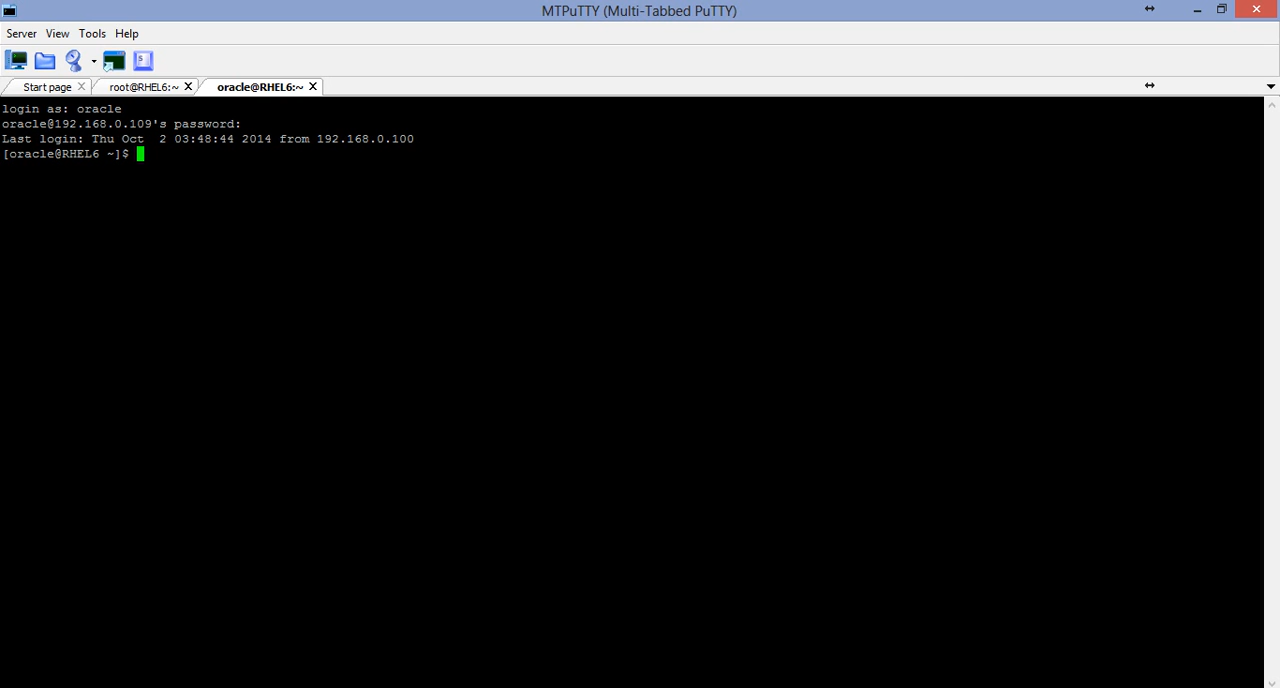 MTPuTTY (Multi-Tabbed PuTTY)
Server View Tools Help
Start page root@RHEL6:~ oracle@RHEL6:~
login as: oracle
oracle@192.168.0.109's password:
Last login: Thu Oct  2 03:48:44 2014 from 192.168.0.100
[oracle@RHEL6 ~]$